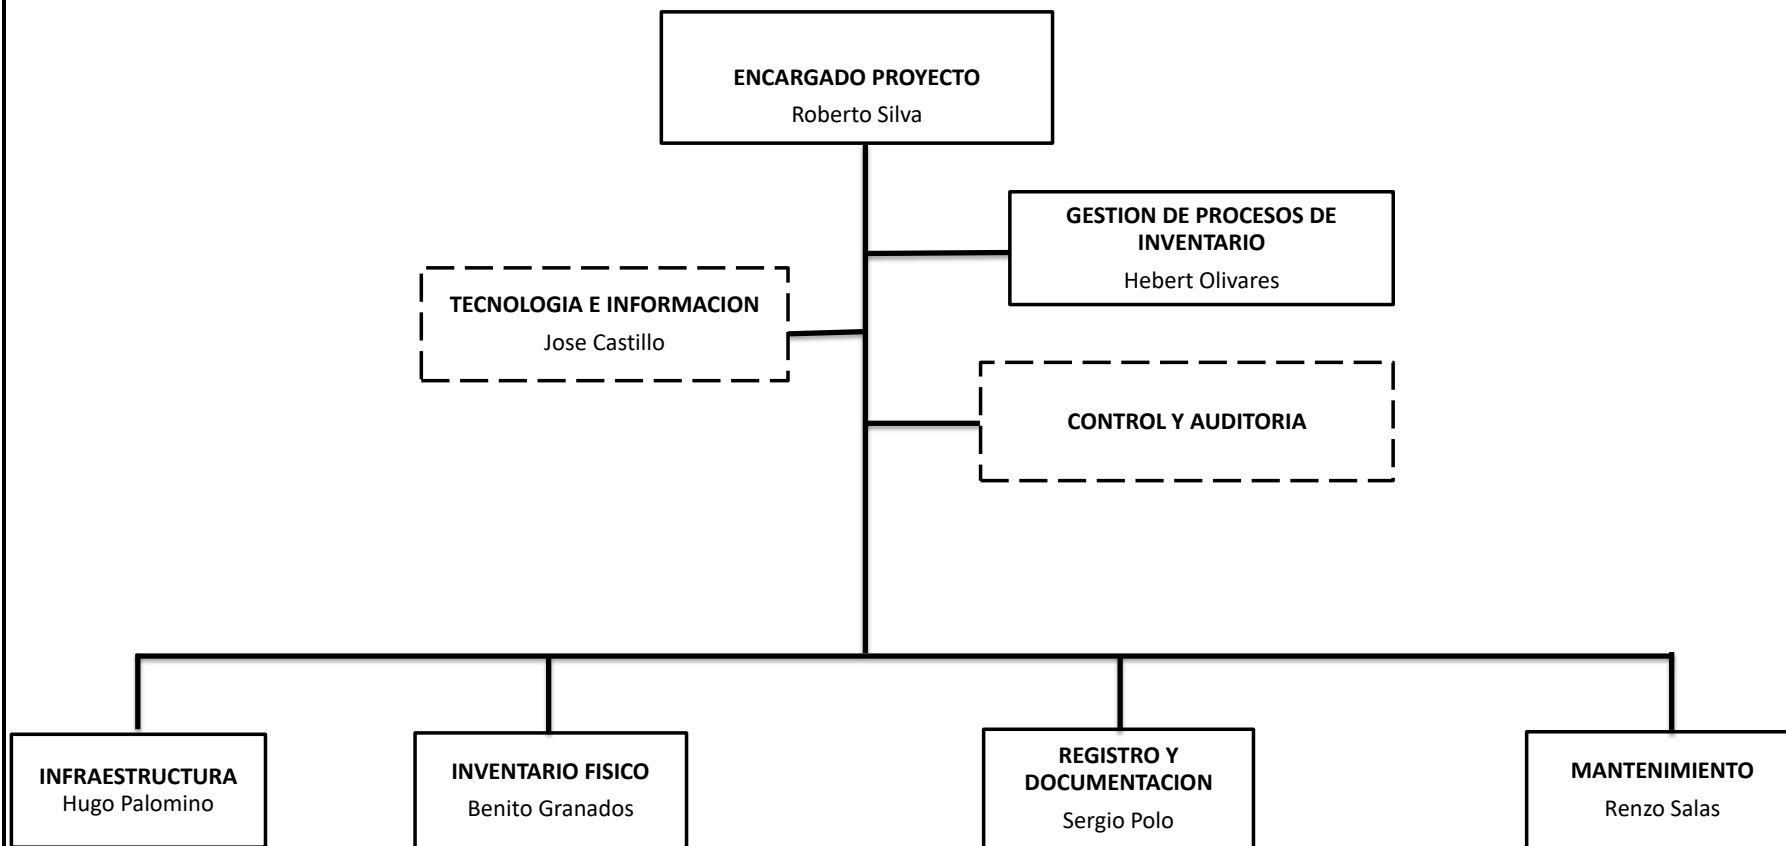 ENCARGADO PROYECTO
Roberto Silva
GESTION DE PROCESOS DE
INVENTARIO
Hebert Olivares
TECNOLOGIA E INFORMACION
Jose Castillo
CONTROL Y AUDITORIA
INFRAESTRUCTURA
Hugo Palomino
INVENTARIO FISICO
Benito Granados
REGISTRO Y
DOCUMENTACION
Sergio Polo
MANTENIMIENTO
Renzo Salas